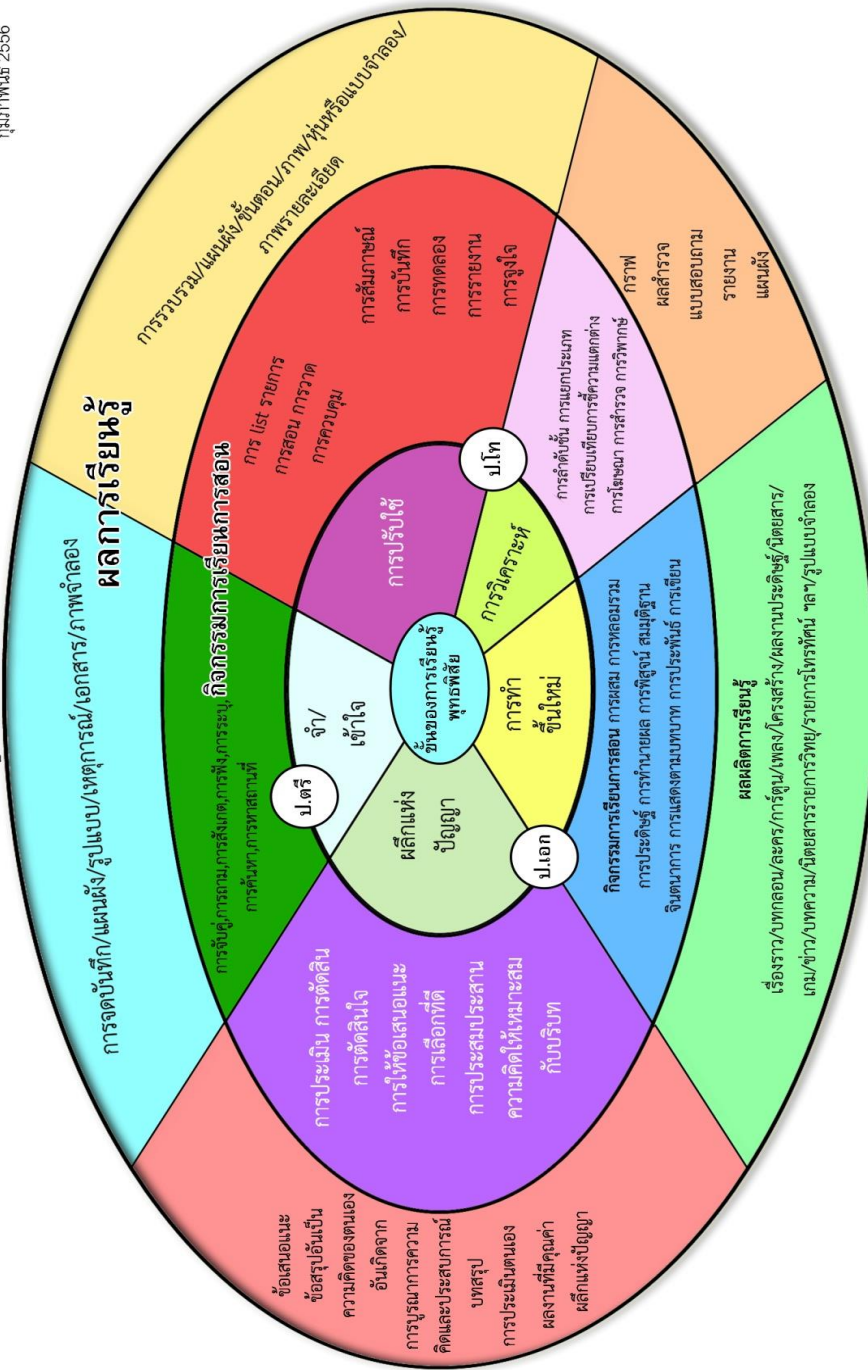 กุมภาพันธ์ 2556
ผลการเรียนรู้
การจดบันทึก/แผนผัง/รูปแบบ/เหตุการณ์/เอกสาร/ภาพจำลอง
การรวบรวม/แผนผัง/ขั้นตอน/ภาพ/หุ่นหรือแบบจำลอง/
ภาพรายละเอียด
กราฟ
ผลสำรวจ
แบบสอบถาม
รายงาน
แผนผัง
ผลผลิตการเรียนรู้
เรื่องราว/บทกลอน/ละคร/การ์ตูน/เพลง/โครงสร้าง/ผลงานประดิษฐ์/นิตยสาร/
เกม/ข่าว/บทความ/นิตยสารรายการวิทยุ/รายการโทรทัศน์ ฯลฯ/รูปแบบจำลอง
ข้อเสนอแนะ
ข้อสรุปอันเป็น
ความคิดของตนเอง
อันเกิดจาก
การบูรณาการความ
คิดและประสบการณ์
บทสรุป
การประเมินตนเอง
ผลงานที่มีคุณค่า
ผลึกแห่งปัญญา
กิจกรรมการเรียนการสอน
การจับคู่,การถาม,การสังเกต,การฟัง,การระบุ,
การค้นหา,การหาสถานที่
การ list รายการ
การสอน การวาด
การควบคุม
การสัมภาษณ์
การบันทึก
การทดลอง
การรายงาน
การจูงใจ
การลำดับชั้น การแยกประเภท
การเปรียบเทียบการชี้ความแตกต่าง
การโฆษณา การสำรวจ การวิพากษ์
กิจกรรมการเรียนการสอน การผสม การหลอมรวม
การประดิษฐ์ การทำนายผล การพิสูจน์ สมมุติฐาน
จินตนาการ การแสดงตามบทบาท การประพันธ์ การเขียน
การประเมิน การตัดสิน
การตัดสินใจ
การให้ข้อเสนอแนะ
การเลือกที่ดี
การประสมประสาน
ความคิดให้เหมาะสม
กับบริบท
จำ/
เข้าใจ
การปรับใช้
การวิเคราะห์
การทำ
ขึ้นใหม่
ผลึกแห่ง
ปัญญา
ขั้นของการเรียนรู้
พุทธพิสัย
ป.ตรี
ป.โท
ป.เอก